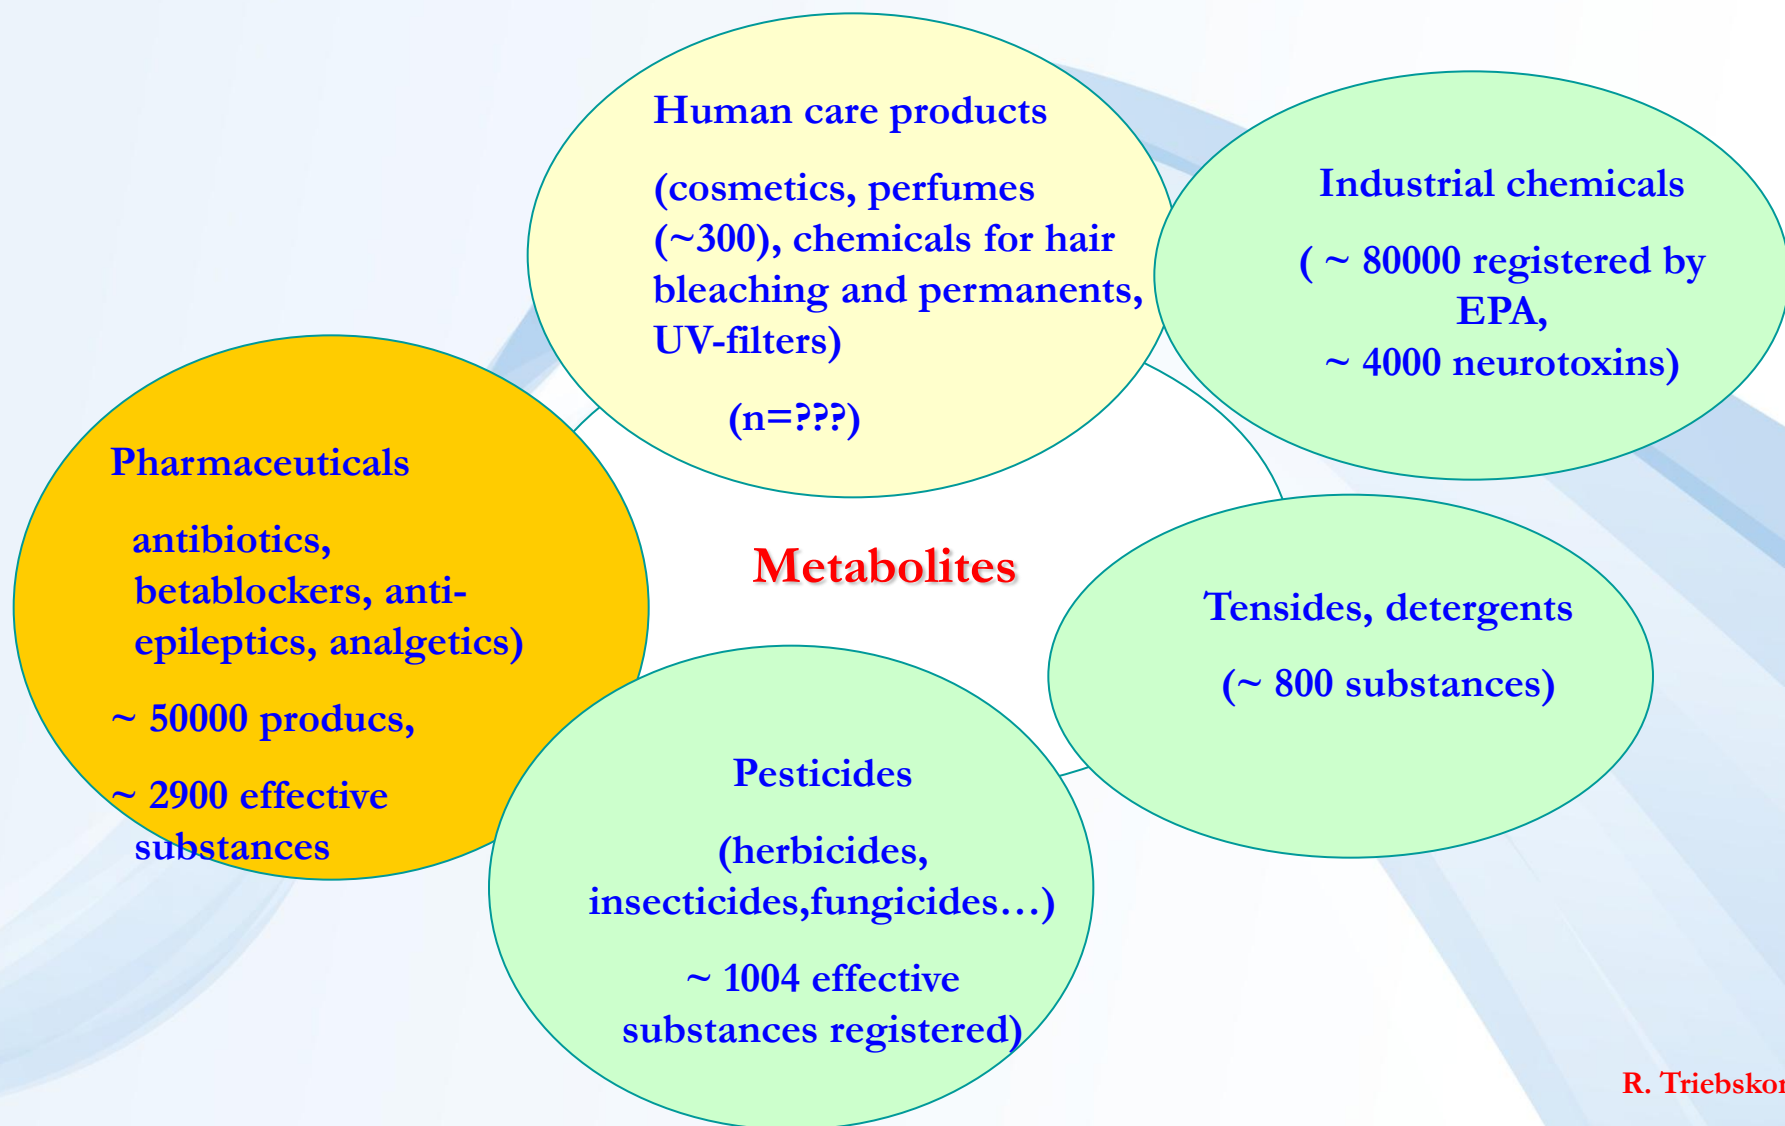 Human care products
(cosmetics, perfumes
(~300), chemicals for hair
bleaching and permanents,
UV-filters)
(n=???)
Industrial chemicals
( ~ 80000 registered by
EPA,
~ 4000 neurotoxins)
Pharmaceuticals
antibiotics,
betablockers, anti-
epileptics, analgetics)
~ 50000 producs,
~ 2900 effective
substances
Metabolites
Tensides, detergents
(~ 800 substances)
Pesticides
(herbicides,
insecticides,fungicides…)
~ 1004 effective
substances registered)
R. Triebskor